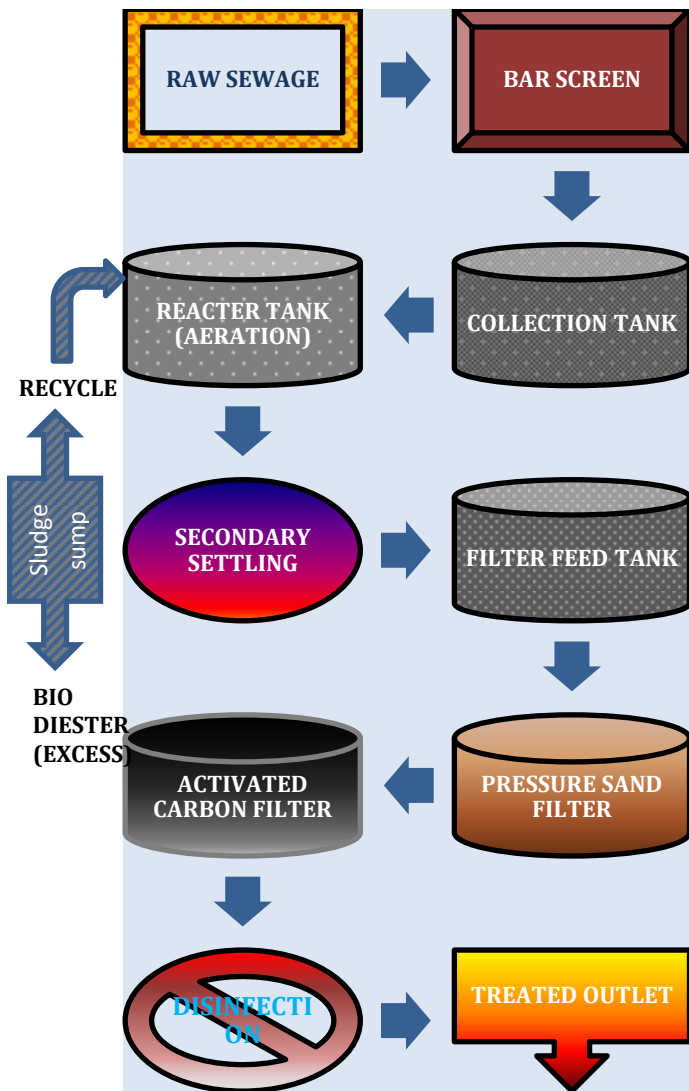 RAW SEWAGE
BAR SCREEN
REACTER TANK
(AERATION)
COLLECTION TANK
RECYCLE
Sludge
sump
SECONDARY
SETTLING
FILTER FEED TANK
BIO
DIESTER
(EXCESS)
ACTIVATED
CARBON FILTER
PRESSURE SAND
FILTER
DISINFECTI
ON
TREATED OUTLET